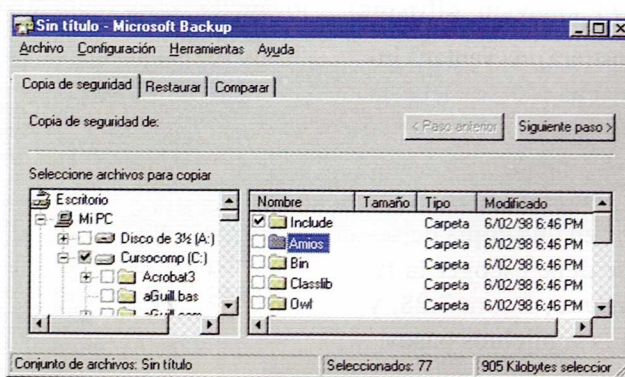 Sin título - Microsoft Backup
Archivo Configuración Herramientas Ayuda
Copia de seguridad Restaurar Comparar
Copia de seguridad de:
< Paso anterior Siguiente paso >
Seleccione archivos para copiar
Escritorio
Mi PC
Disco de 3½ (A:)
Cursocomp (C:)
Acrobat3
aGuill.bas
aGuill.com
Nombre Tamaño Tipo Modificado
Include Carpeta 6/02/98 6:46 PM
Amios Carpeta 6/02/98 6:46 PM
Bin Carpeta 6/02/98 6:46 PM
Classlib Carpeta 6/02/98 6:46 PM
Owl Carpeta 6/02/98 6:46 PM
Conjunto de archivos: Sin título Seleccionados: 77 905 Kilobytes seleccior